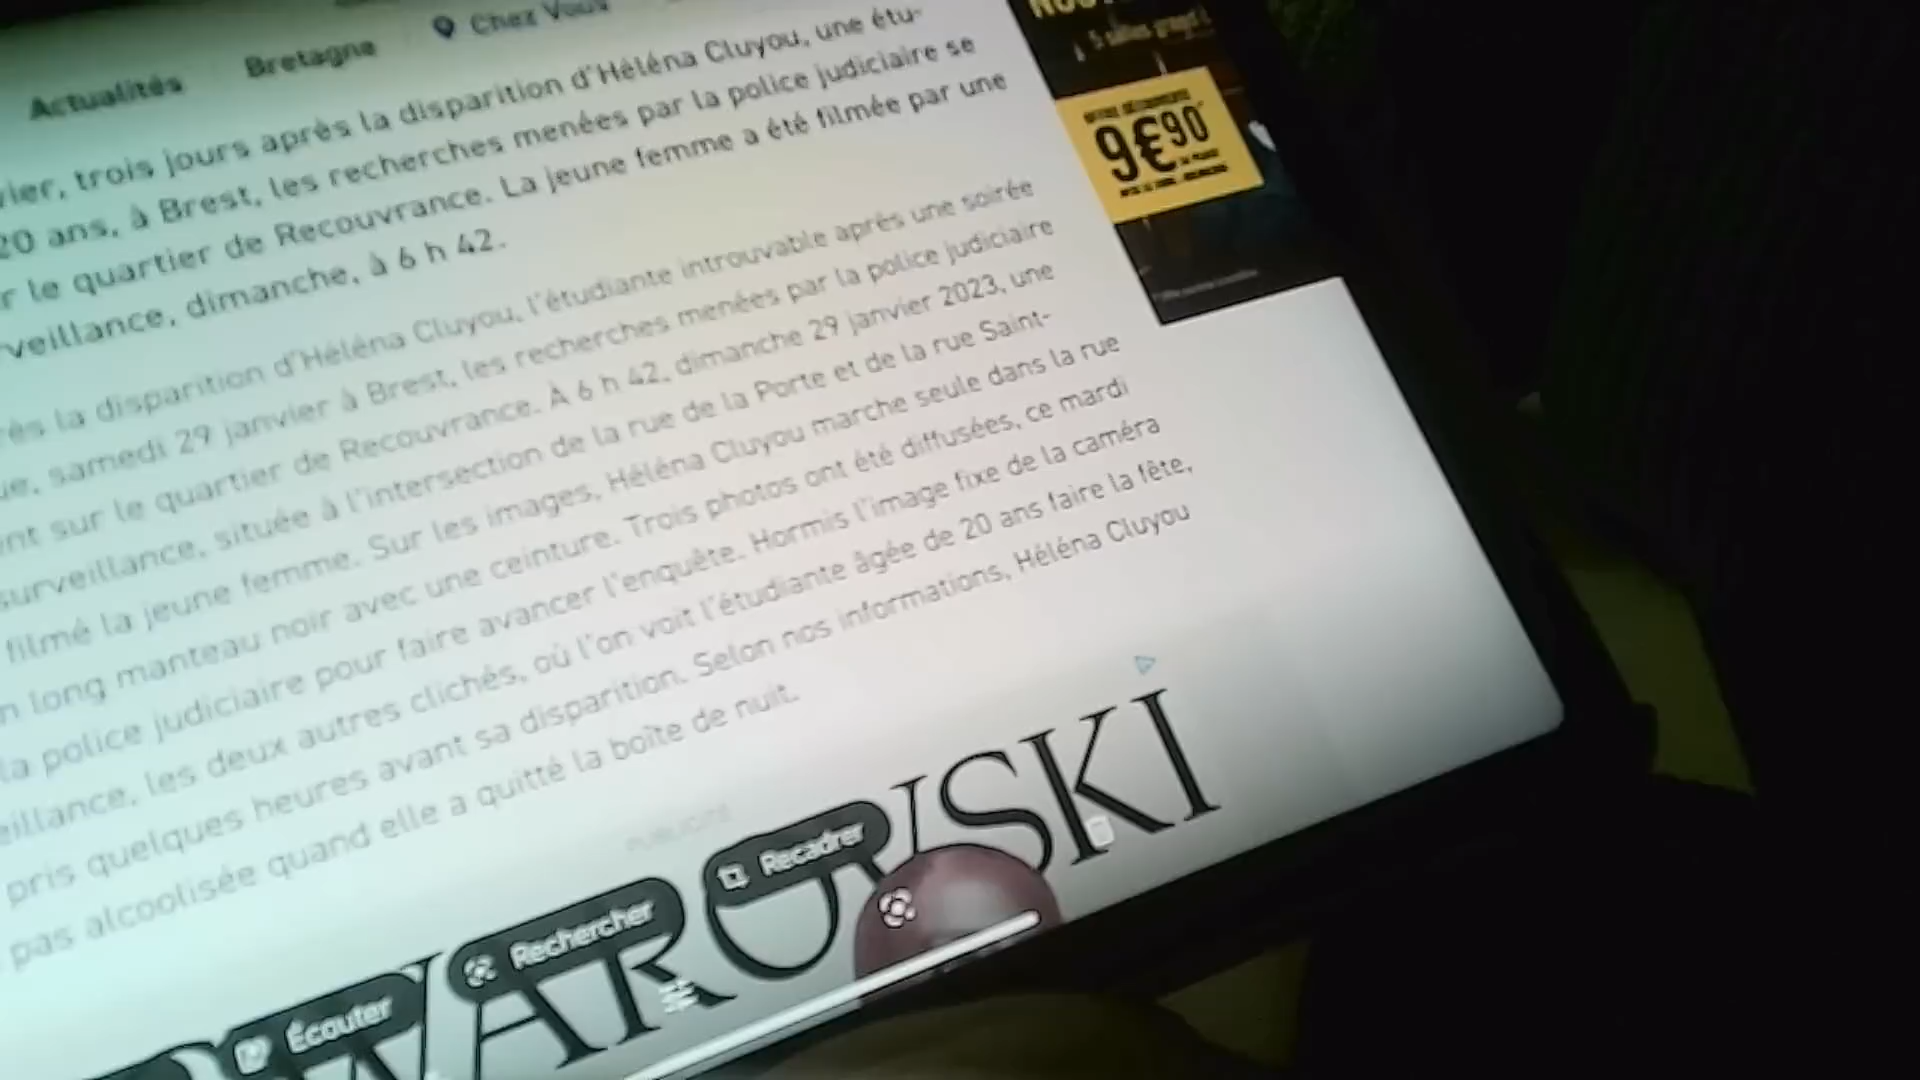 Chez Vous
Actualités
Bretagne
vier, trois jours après la disparition d'Héléna Cluyou, une étu-
20 ans, à Brest, les recherches menées par la police judiciaire se
r le quartier de Recouvrance. La jeune femme a été filmée par une
veillance, dimanche, à 6 h 42.
rès la disparition d'Héléna Cluyou, l'étudiante introuvable après une soirée
ue, samedi 29 janvier à Brest, les recherches menées par la police judiciaire
nt sur le quartier de Recouvrance. À 6 h 42, dimanche 29 janvier 2023, une
surveillance, située à l'intersection de la rue de la Porte et de la rue Saint-
filmé la jeune femme. Sur les images, Héléna Cluyou marche seule dans la rue
n long manteau noir avec une ceinture. Trois photos ont été diffusées, ce mardi
la police judiciaire pour faire avancer l'enquête. Hormis l'image fixe de la caméra
eillance, les deux autres clichés, où l'on voit l'étudiante âgée de 20 ans faire la fête,
pris quelques heures avant sa disparition. Selon nos informations, Héléna Cluyou
pas alcoolisée quand elle a quitté la boîte de nuit.
9€90
PUBLICITÉ
WAROVSKI
Recadrer
Rechercher
Écouter